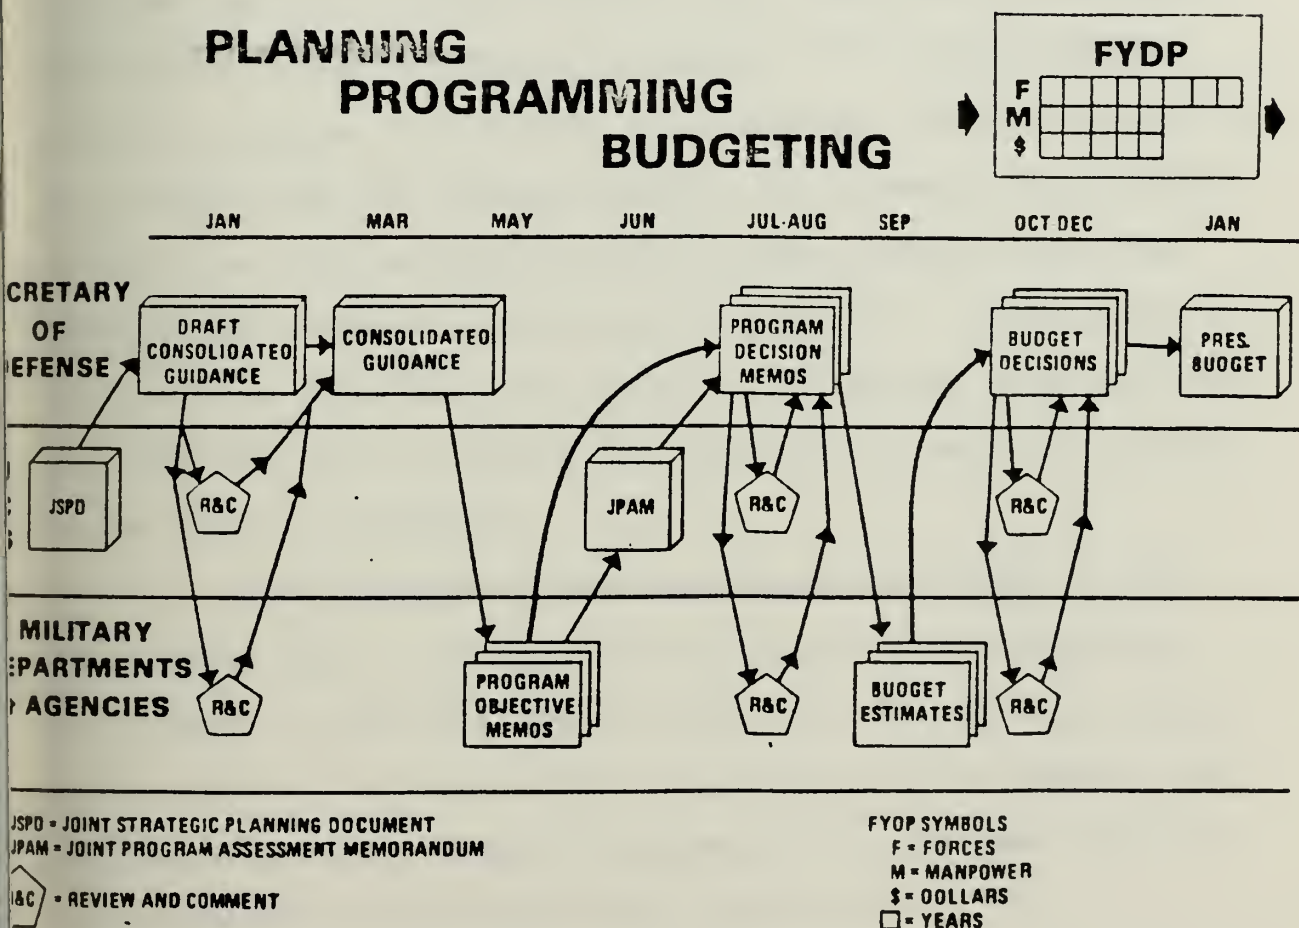 PLANNING
PROGRAMMING
BUDGETING
FYDP
F
M
$
JAN MAR MAY JUN JUL-AUG SEP OCT-DEC JAN
CRETARY
OF
EFENSE
DRAFT
CONSOLIDATED
GUIDANCE
CONSOLIDATED
GUIDANCE
PROGRAM
DECISION
MEMOS
BUDGET
DECISIONS
PRES.
BUDGET
JSPD
R&C
JPAM
R&C
R&C
MILITARY
EPARTMENTS
AGENCIES
R&C
PROGRAM
OBJECTIVE
MEMOS
R&C
BUDGET
ESTIMATES
R&C
JSPD = JOINT STRATEGIC PLANNING DOCUMENT
JPAM = JOINT PROGRAM ASSESSMENT MEMORANDUM
R&C = REVIEW AND COMMENT
FYDP SYMBOLS
F = FORCES
M = MANPOWER
$ = DOLLARS
= YEARS